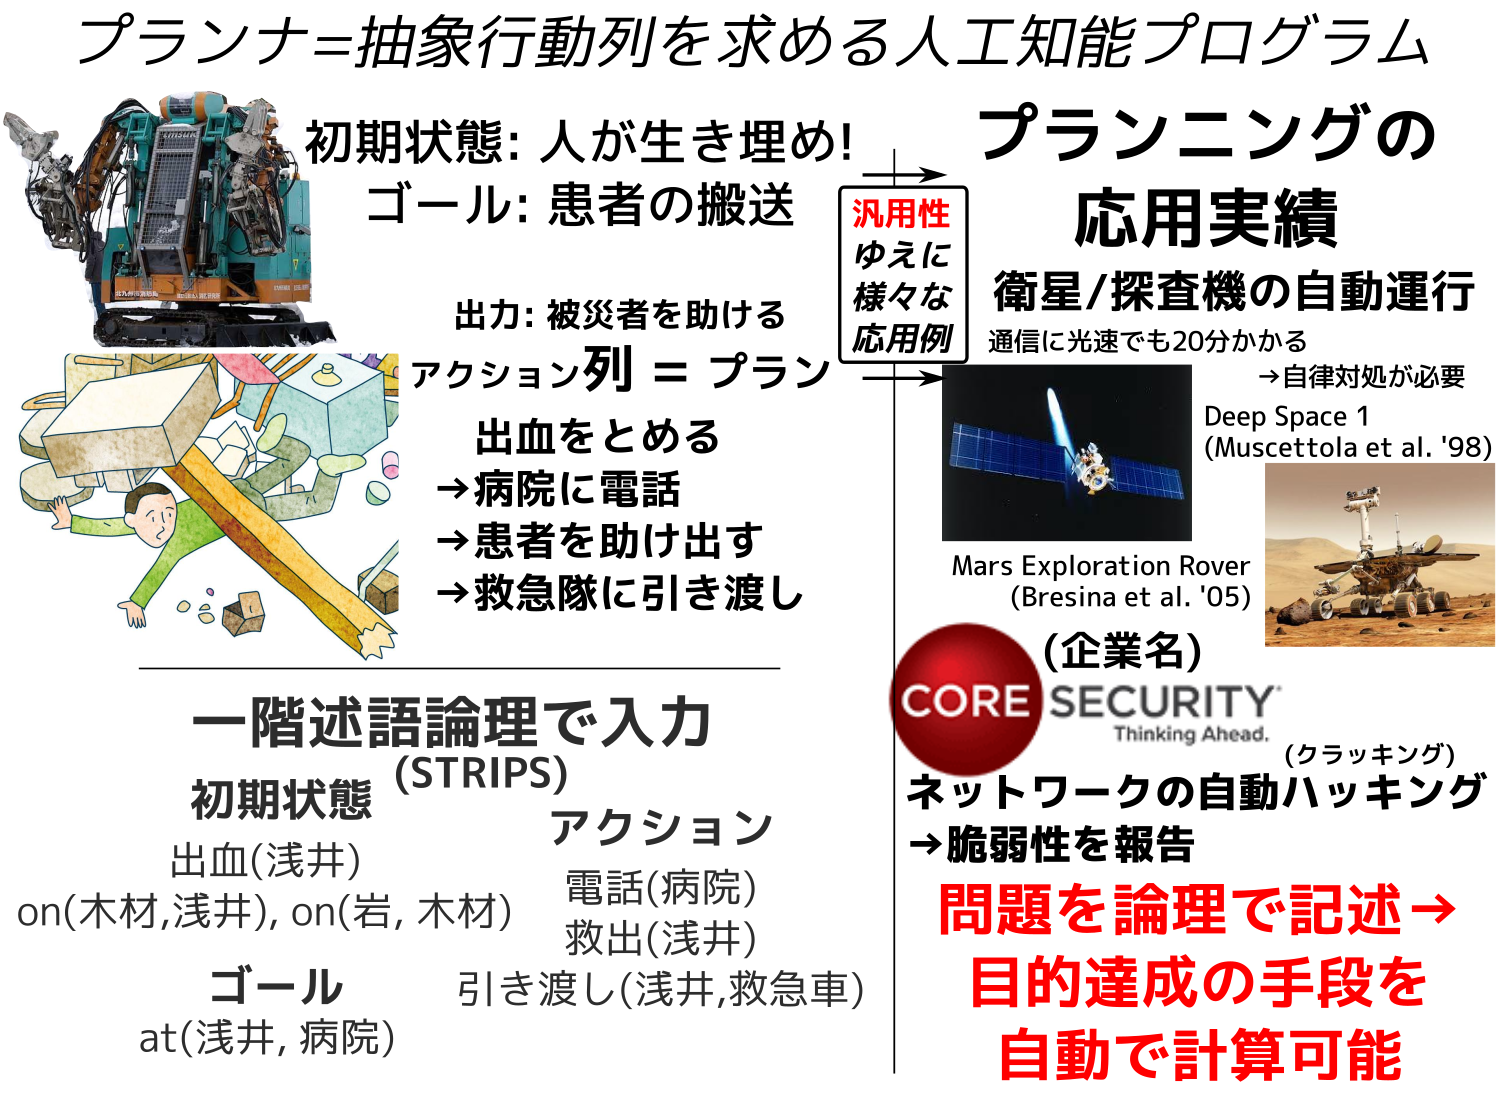 プランナ=抽象行動列を求める人工知能プログラム
初期状態: 人が生き埋め!
ゴール: 患者の搬送
出力: 被災者を助ける
アクション列 = プラン
出血をとめる
→病院に電話
→患者を助け出す
→救急隊に引き渡し
一階述語論理で入力
(STRIPS)
初期状態
出血(浅井)
on(木材,浅井), on(岩, 木材)
ゴール
at(浅井, 病院)
アクション
電話(病院)
救出(浅井)
引き渡し(浅井,救急車)
汎用性
ゆえに
様々な
応用例
プランニングの
応用実績
衛星/探査機の自動運行
通信に光速でも20分かかる
→自律対処が必要
Deep Space 1
(Muscettola et al. '98)
Mars Exploration Rover
(Bresina et al. '05)
(企業名)
CORE SECURITY
Thinking Ahead.
(クラッキング)
ネットワークの自動ハッキング
→脆弱性を報告
問題を論理で記述→
目的達成の手段を
自動で計算可能